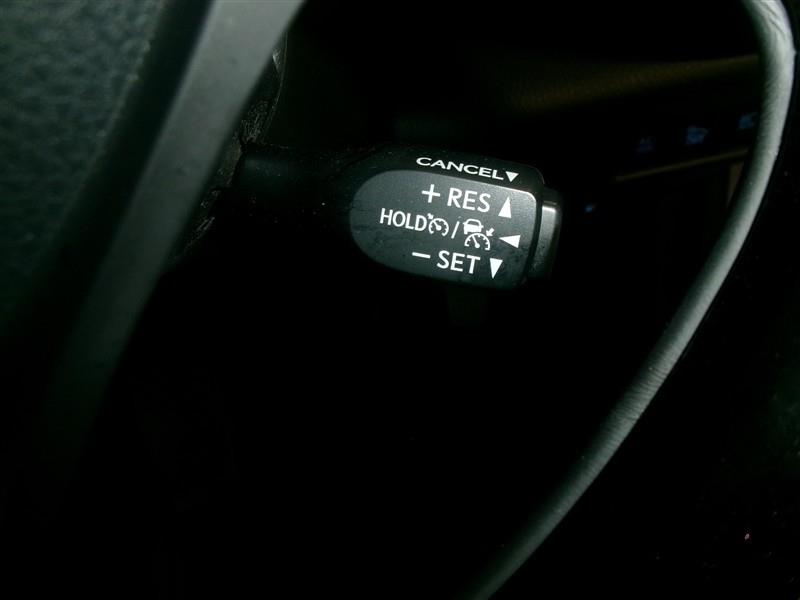 CANCEL▼
+ RES ▲
HOLD /
− SET ▼